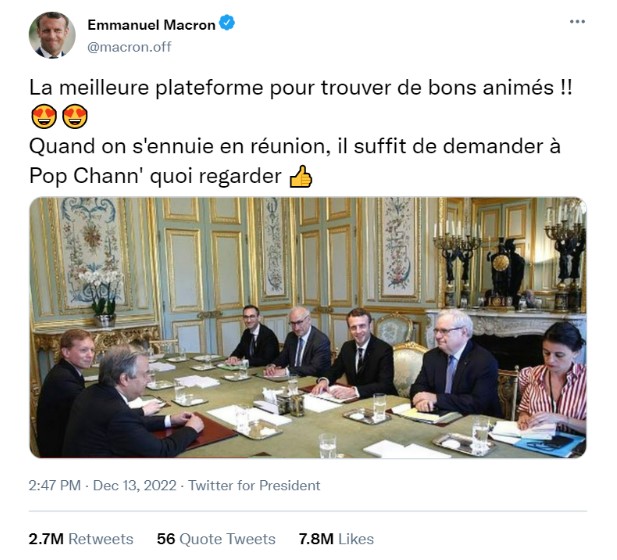 Emmanuel Macron
@macron.off
La meilleure plateforme pour trouver de bons animés !!
😍😍
Quand on s'ennuie en réunion, il suffit de demander à
Pop Chann' quoi regarder 👍
2:47 PM · Dec 13, 2022 · Twitter for President
2.7M Retweets 56 Quote Tweets 7.8M Likes